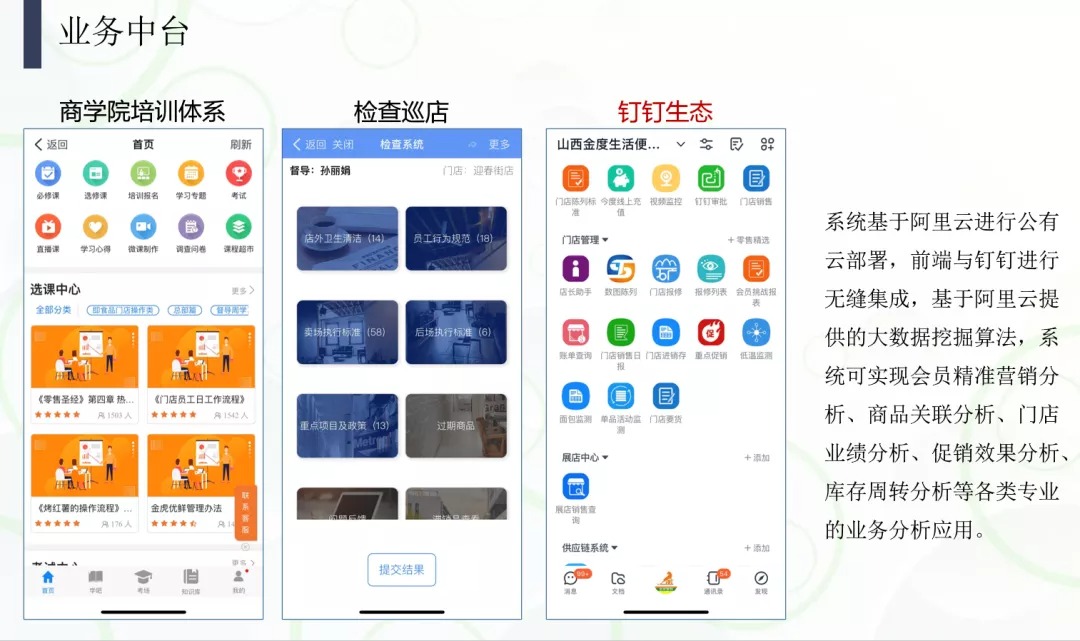 业务中台
商学院培训体系
返回 首页 刷新
必修课 选修课 培训报名 学习专题 考试
直播课 学习心得 微课制作 调查问卷 课程超市
选课中心 更多
全部分类 即食品门店操作类 总部篇 督导周学
《零售圣经》第四章 热... 《门店员工日工作流程》
1503 人 1542 人
《烤红薯的操作流程》... 金虎优鲜管理办法
176 人 14
联系客服
更多
首页 学吧 考场 知识库 我的
检查巡店
返回 关闭 检查系统 更多
督导：孙丽娟 门店：迎春街店
店外卫生清洁（14） 员工行为规范（18）
卖场执行标准（58） 后场执行标准（6）
重点项目及政策（13） 过期商品
提交结果
钉钉生态
山西金度生活便...
门店陈列标准 今度线上充值 视频监控 钉钉审批 门店销售
门店管理 + 零售精选
店长助手 数图陈列 门店报修 报修列表 会员挑战报表
促
账单查询 门店销售日报 门店进销存 重点促销 低温监测
面包监测 单品活动监测 门店要货
展店中心 + 添加
展店销售查询
供应链系统 + 添加
99+ 54
消息 文档 通讯录 发现
系统基于阿里云进行公有
云部署，前端与钉钉进行
无缝集成，基于阿里云提
供的大数据挖掘算法，系
统可实现会员精准营销分
析、商品关联分析、门店
业绩分析、促销效果分析、
库存周转分析等各类专业
的业务分析应用。